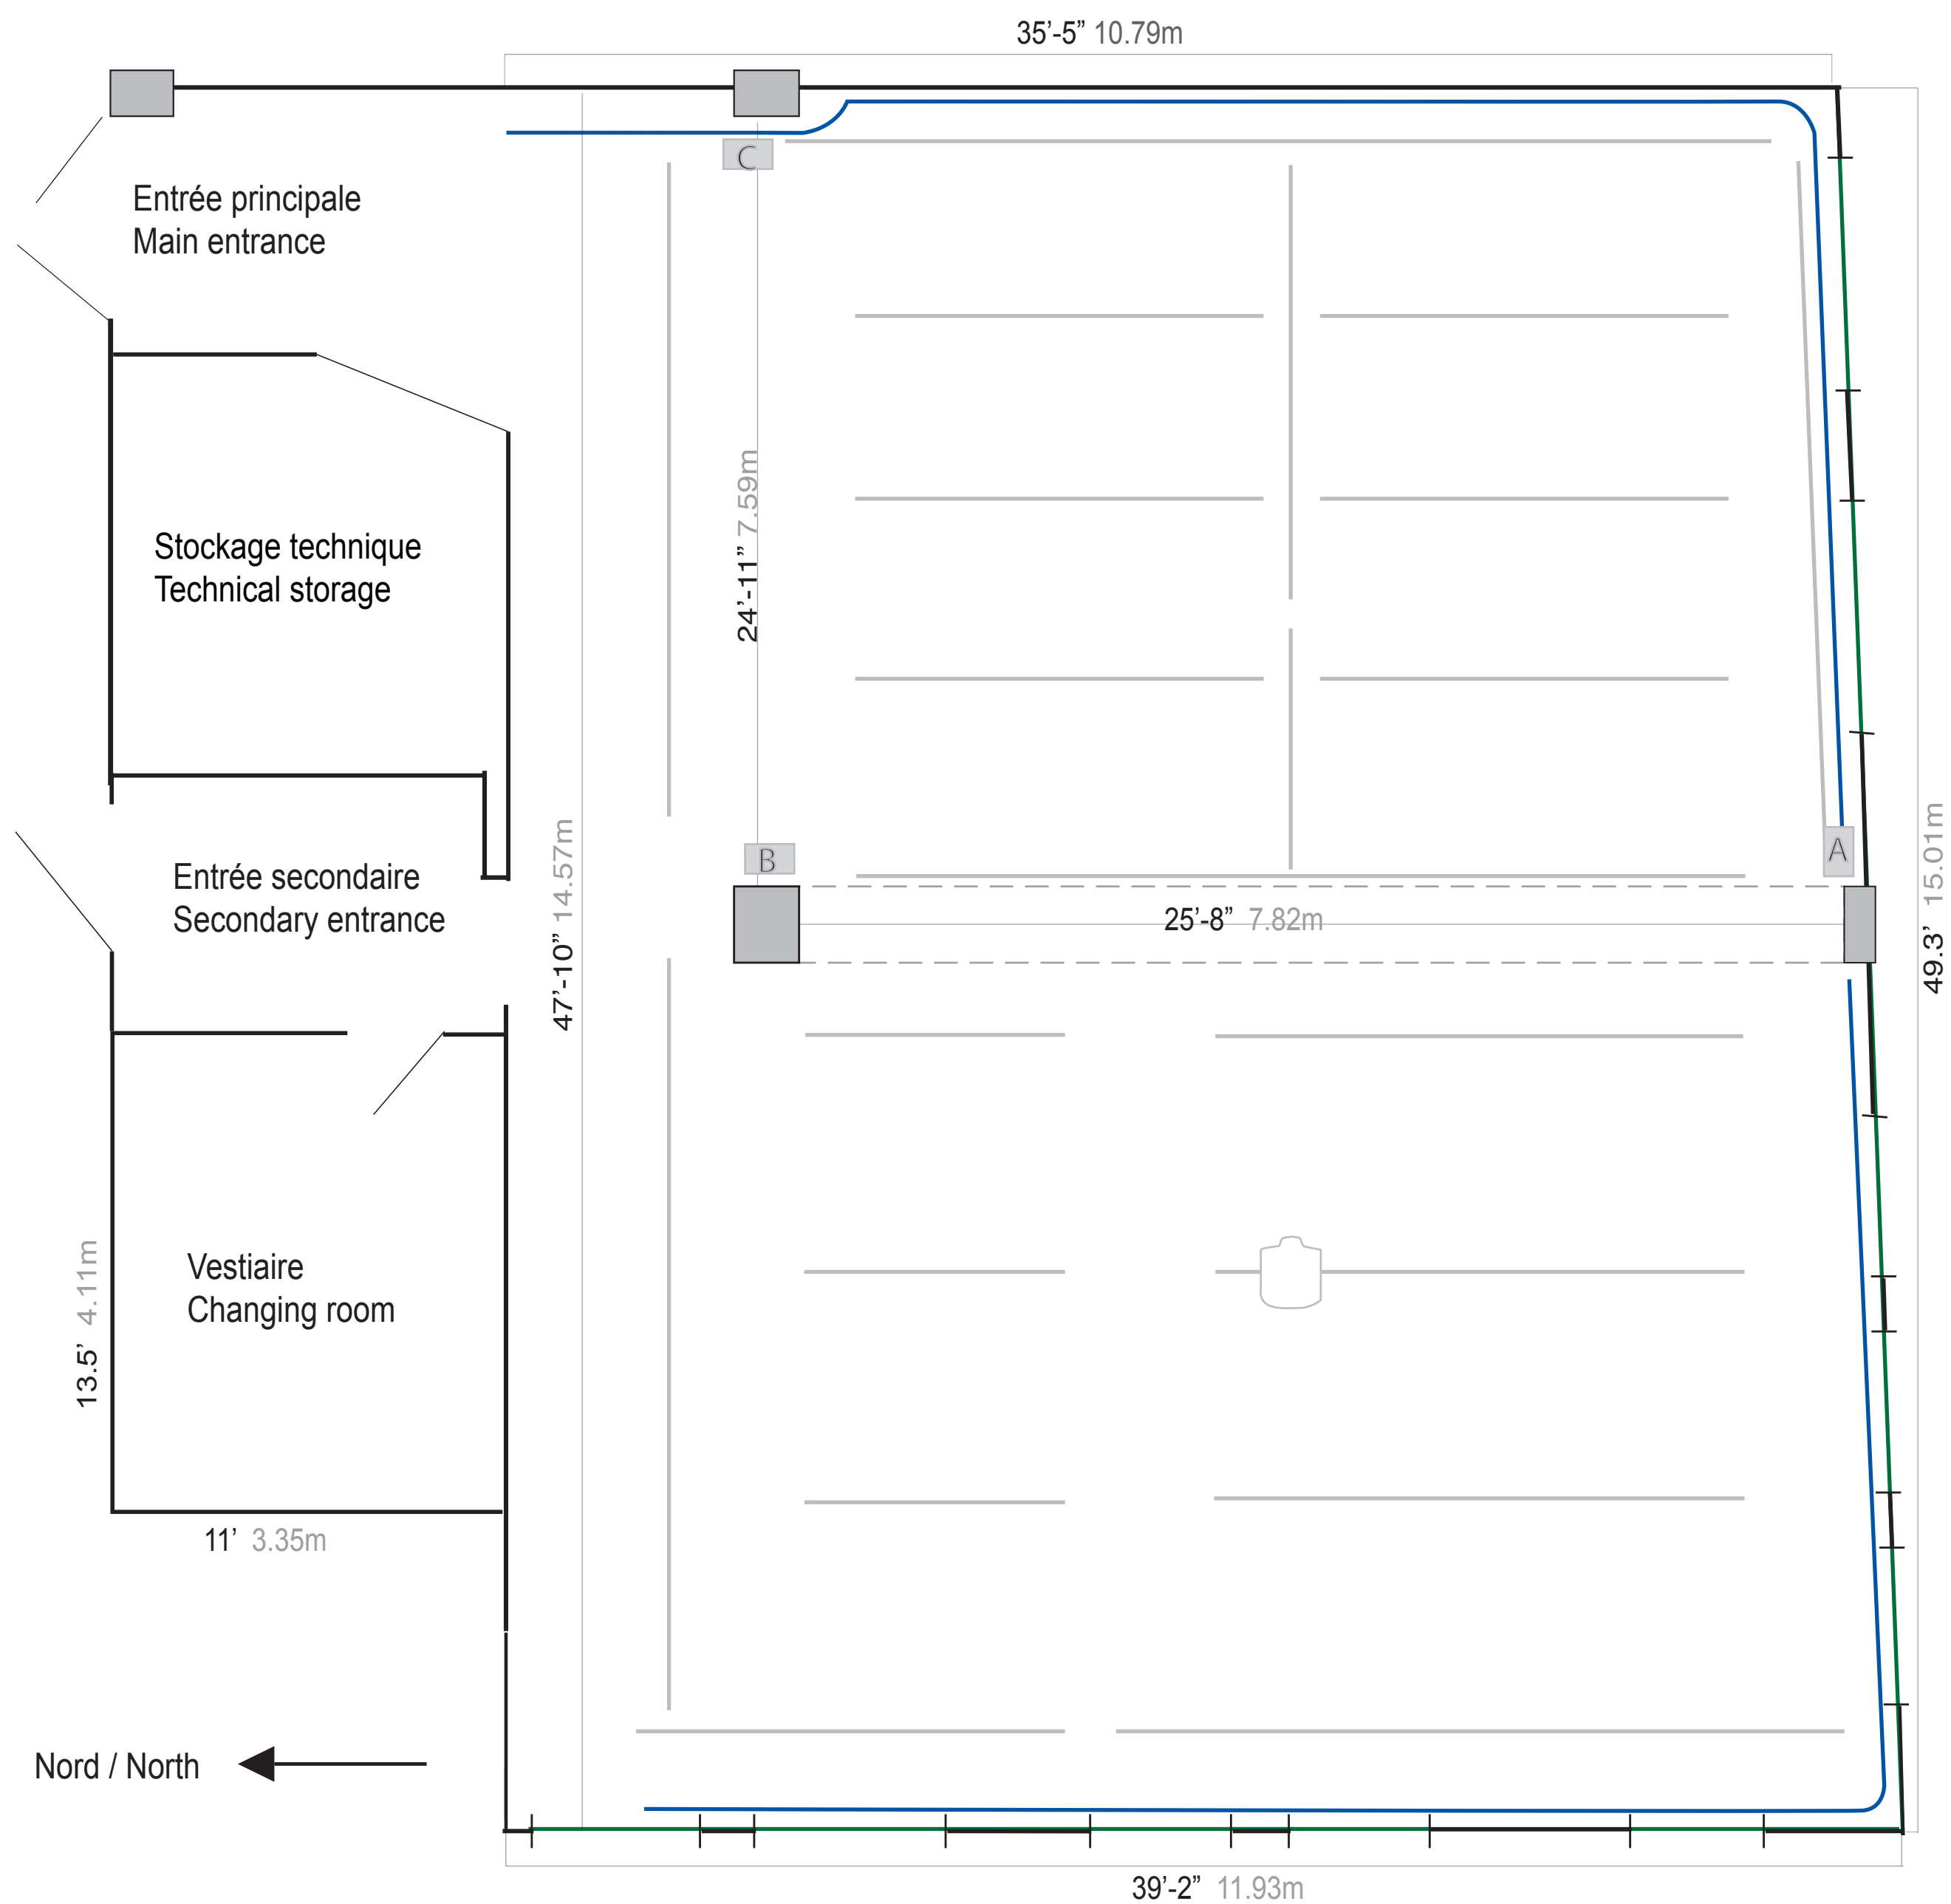 35’-5” 10.79m
C
Entrée principale
Main entrance
24’-11” 7.59m
Stockage technique
Technical storage
47’-10” 14.57m
49.3’ 15.01m
B
A
Entrée secondaire
Secondary entrance
25’-8” 7.82m
13.5’ 4.11m
Vestiaire
Changing room
11’ 3.35m
Nord / North
39’-2” 11.93m